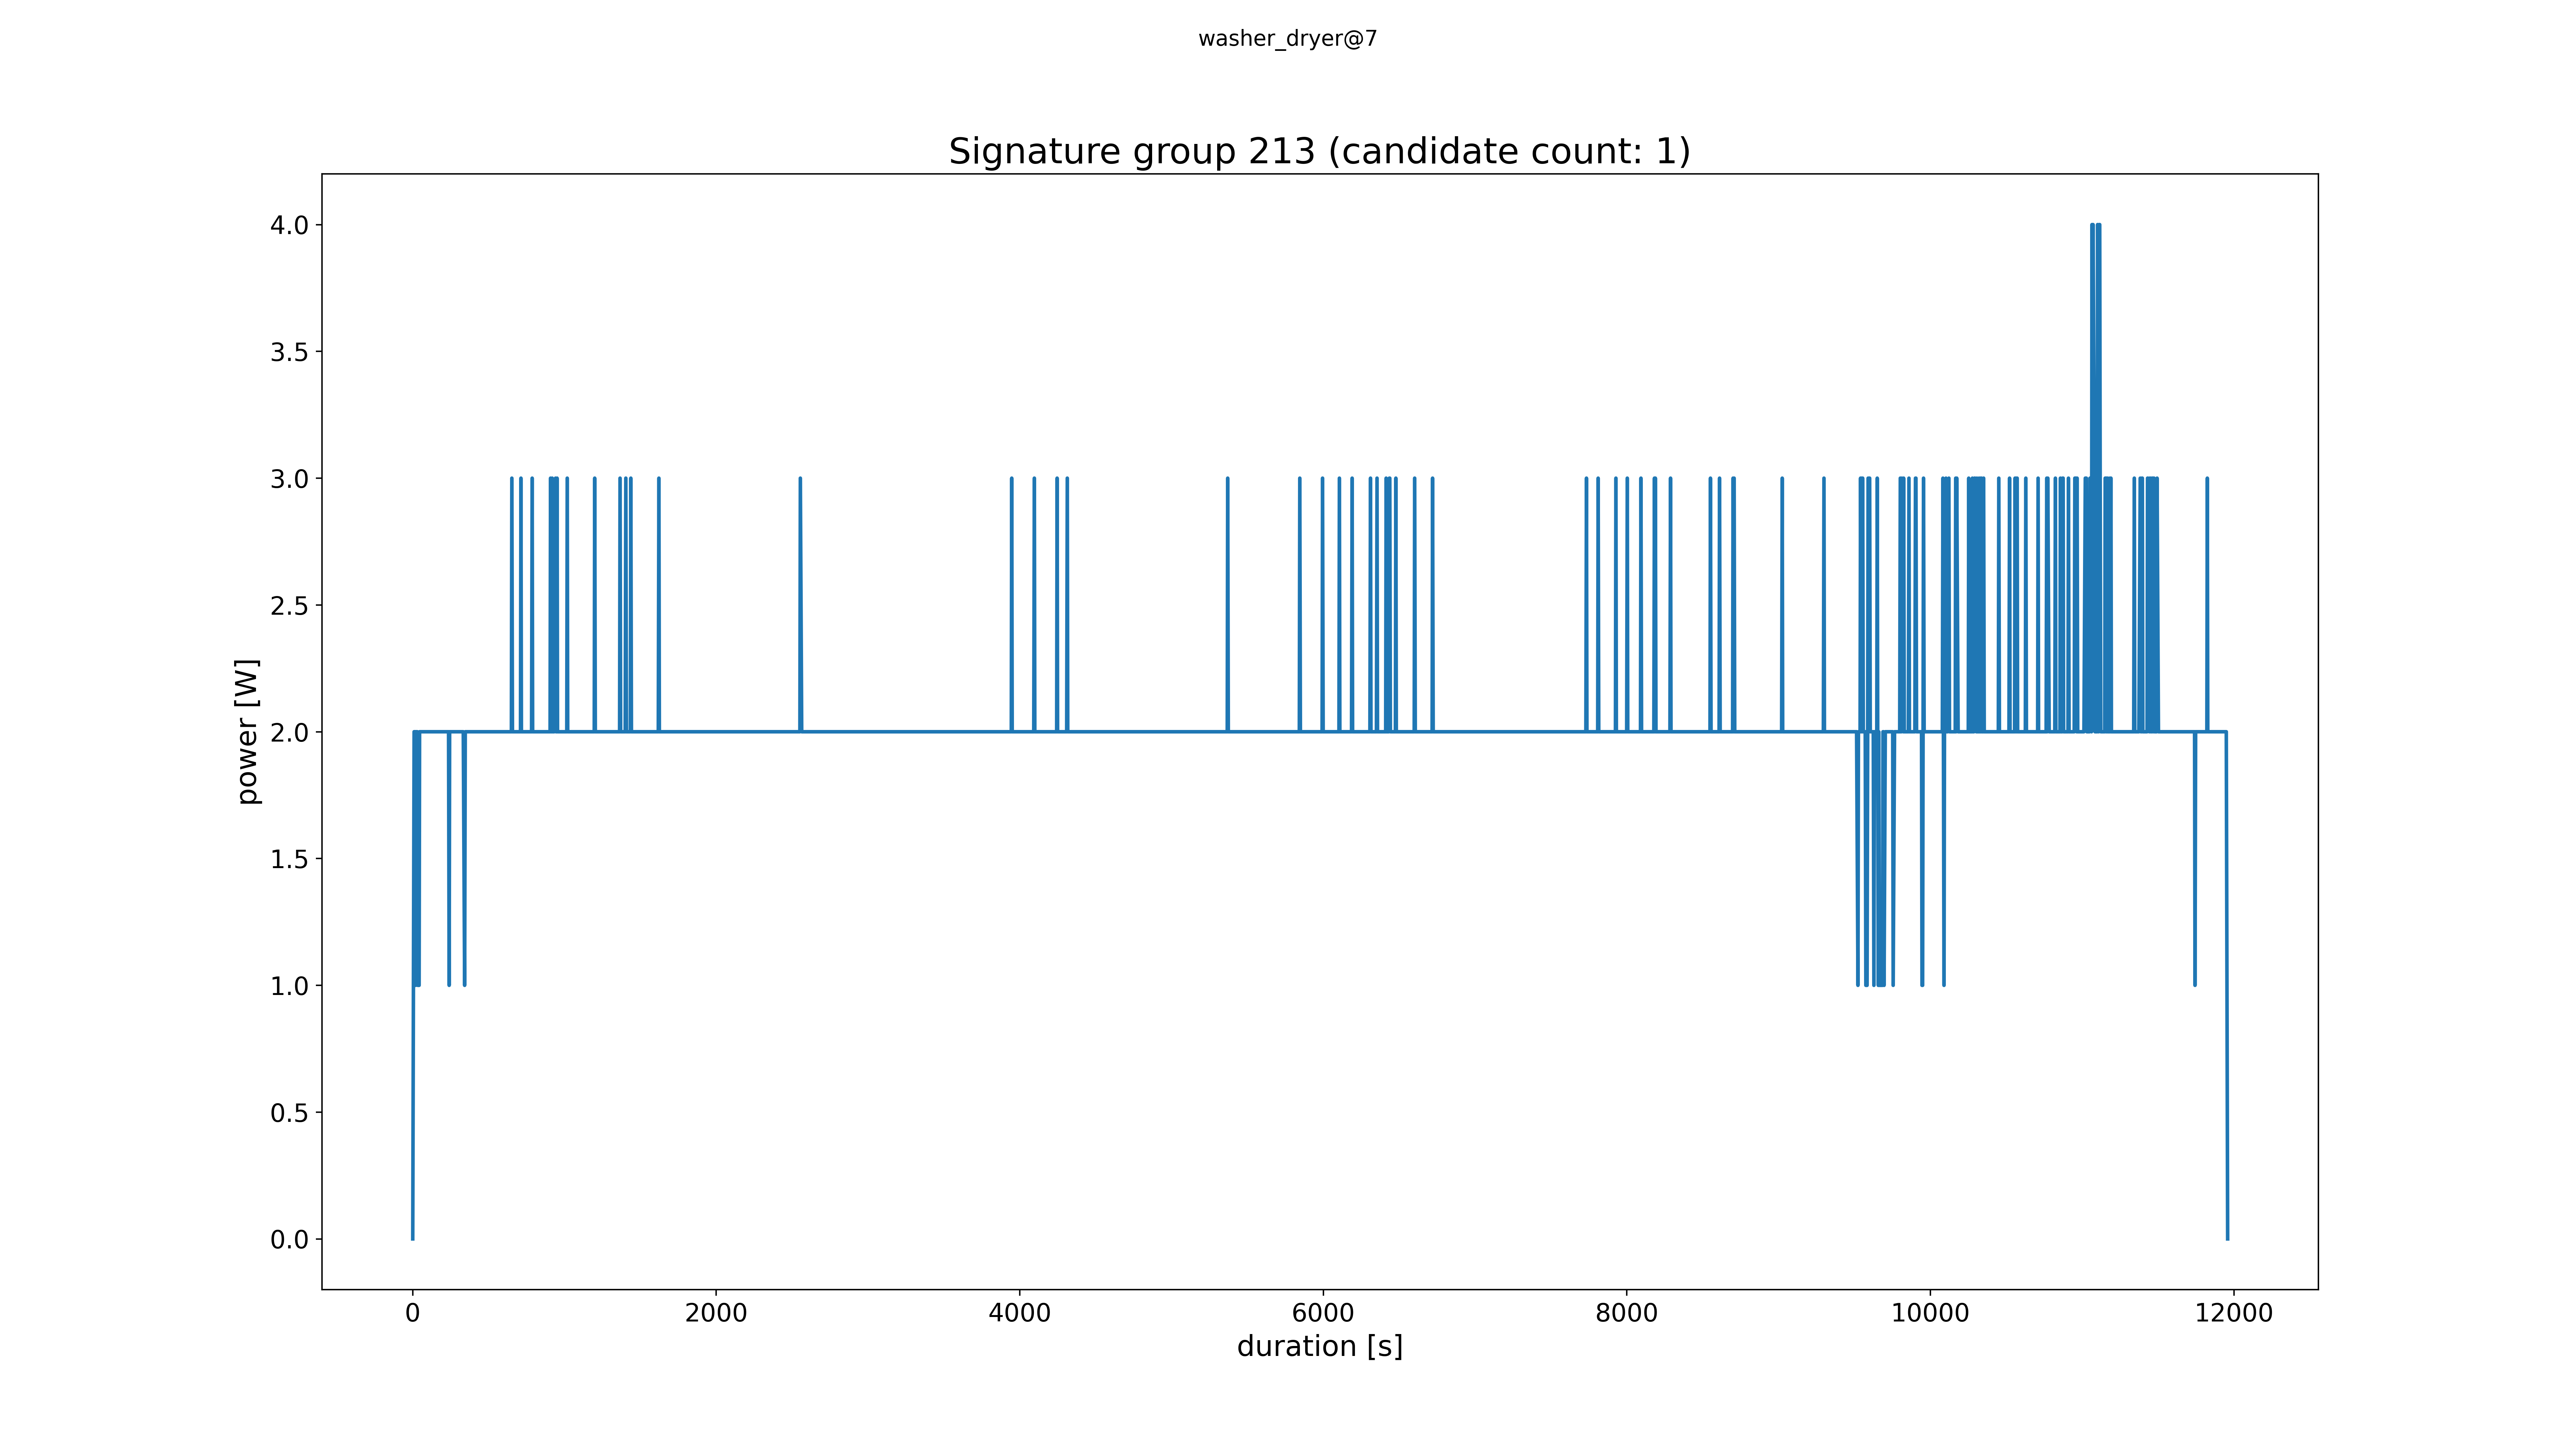 washer_dryer@7
Signature group 213 (candidate count: 1)
4.0
3.5
3.0
2.5
2.0
1.5
1.0
0.5
0.0
power [W]
0 2000 4000 6000 8000 10000 12000
duration [s]